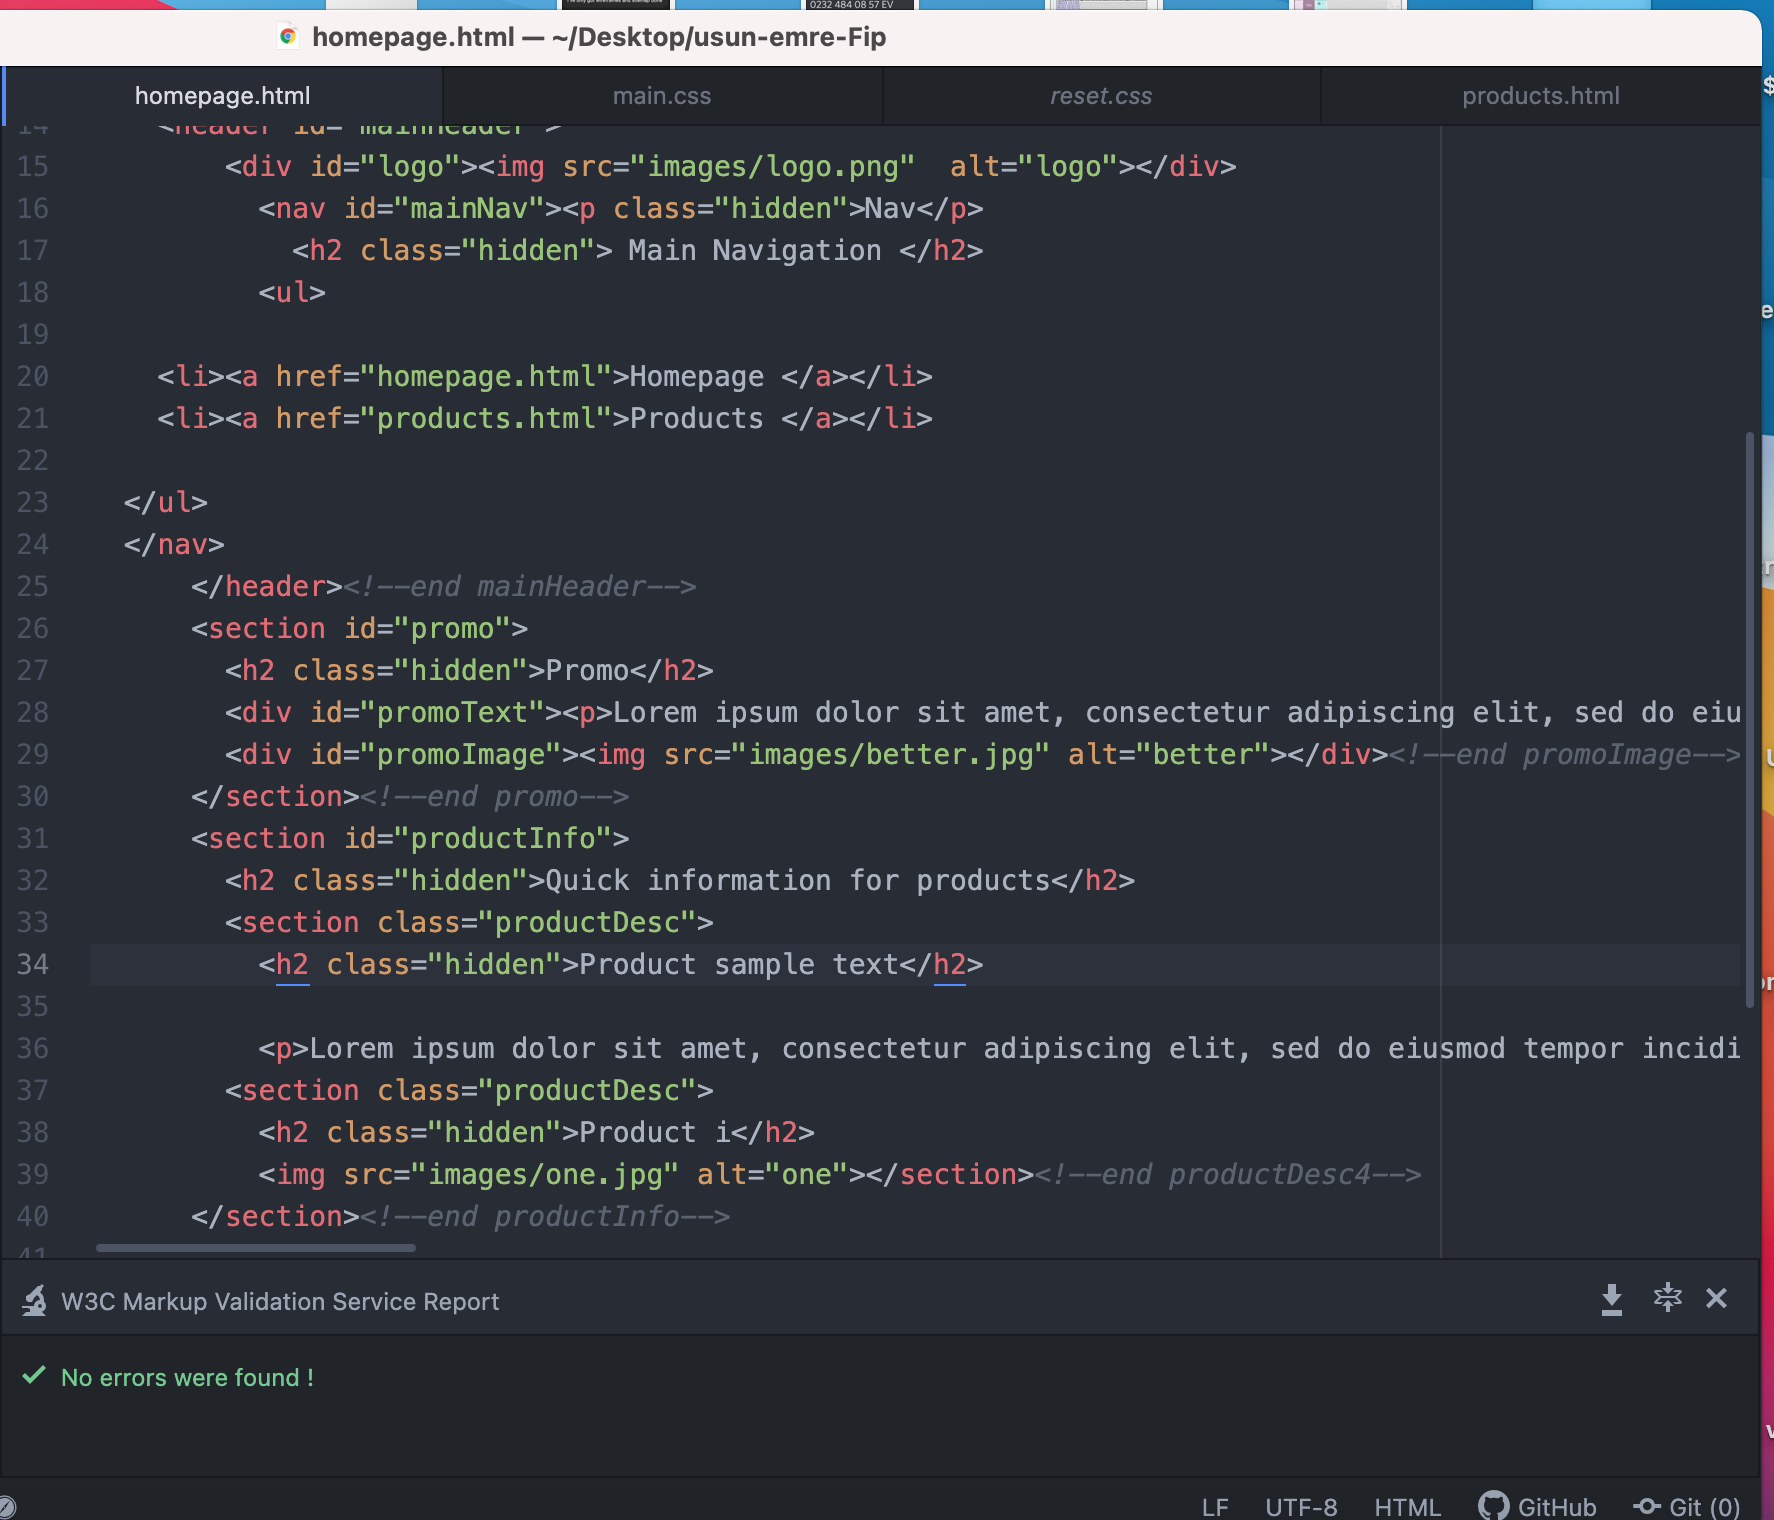 0232 484 08 57 EV
homepage.html — ~/Desktop/usun-emre-Fip
homepage.html
main.css
reset.css
products.html
14 <header id="mainHeader">
15 <div id="logo"><img src="images/logo.png"  alt="logo"></div>
16 <nav id="mainNav"><p class="hidden">Nav</p>
17 <h2 class="hidden"> Main Navigation </h2>
18 <ul>
19
20 <li><a href="homepage.html">Homepage </a></li>
21 <li><a href="products.html">Products </a></li>
22
23 </ul>
24 </nav>
25 </header><!--end mainHeader-->
26 <section id="promo">
27 <h2 class="hidden">Promo</h2>
28 <div id="promoText"><p>Lorem ipsum dolor sit amet, consectetur adipiscing elit, sed do eiu
29 <div id="promoImage"><img src="images/better.jpg" alt="better"></div><!--end promoImage-->
30 </section><!--end promo-->
31 <section id="productInfo">
32 <h2 class="hidden">Quick information for products</h2>
33 <section class="productDesc">
34 <h2 class="hidden">Product sample text</h2>
35
36 <p>Lorem ipsum dolor sit amet, consectetur adipiscing elit, sed do eiusmod tempor incidi
37 <section class="productDesc">
38 <h2 class="hidden">Product i</h2>
39 <img src="images/one.jpg" alt="one"></section><!--end productDesc4-->
40 </section><!--end productInfo-->
41
W3C Markup Validation Service Report
No errors were found !
LF UTF-8 HTML GitHub Git (0)